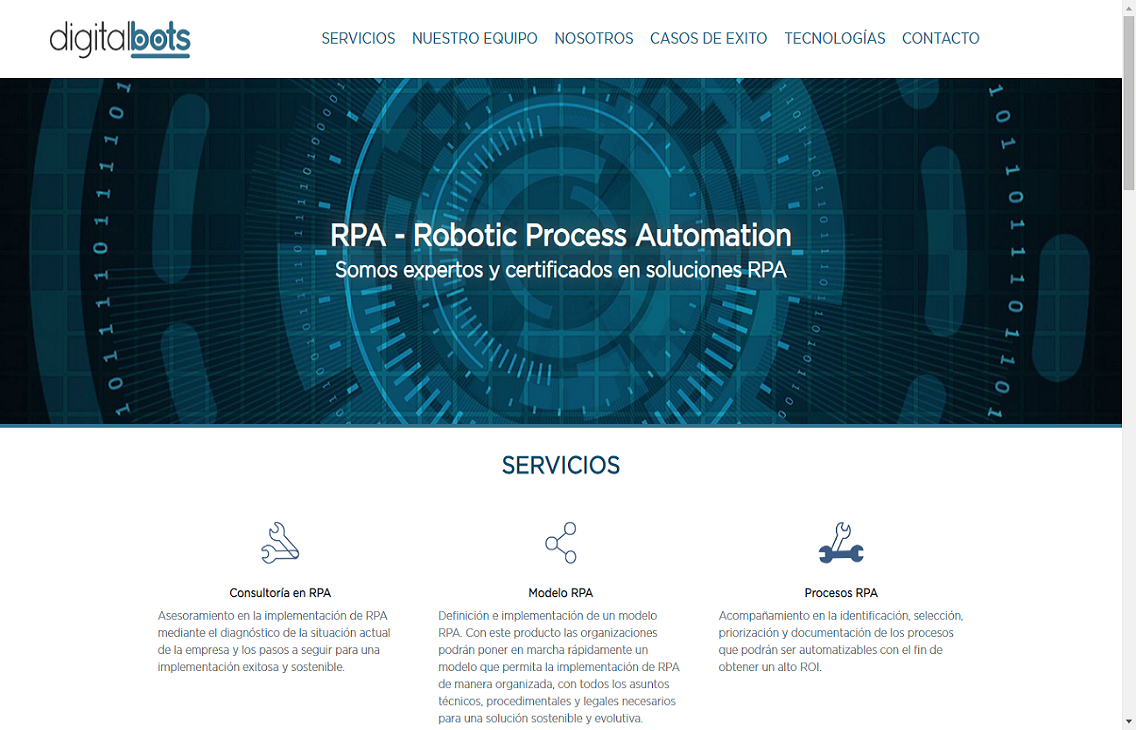 digitalbots
SERVICIOS NUESTRO EQUIPO NOSOTROS CASOS DE EXITO TECNOLOGÍAS CONTACTO
RPA - Robotic Process Automation
Somos expertos y certificados en soluciones RPA
SERVICIOS
Consultoría en RPA
Asesoramiento en la implementación de RPA
mediante el diagnóstico de la situación actual
de la empresa y los pasos a seguir para una
implementación exitosa y sostenible.
Modelo RPA
Definición e implementación de un modelo
RPA. Con este producto las organizaciones
podrán poner en marcha rápidamente un
modelo que permita la implementación de RPA
de manera organizada, con todos los asuntos
técnicos, procedimentales y legales necesarios
para una solución sostenible y evolutiva.
Procesos RPA
Acompañamiento en la identificación, selección,
priorización y documentación de los procesos
que podrán ser automatizables con el fin de
obtener un alto ROI.